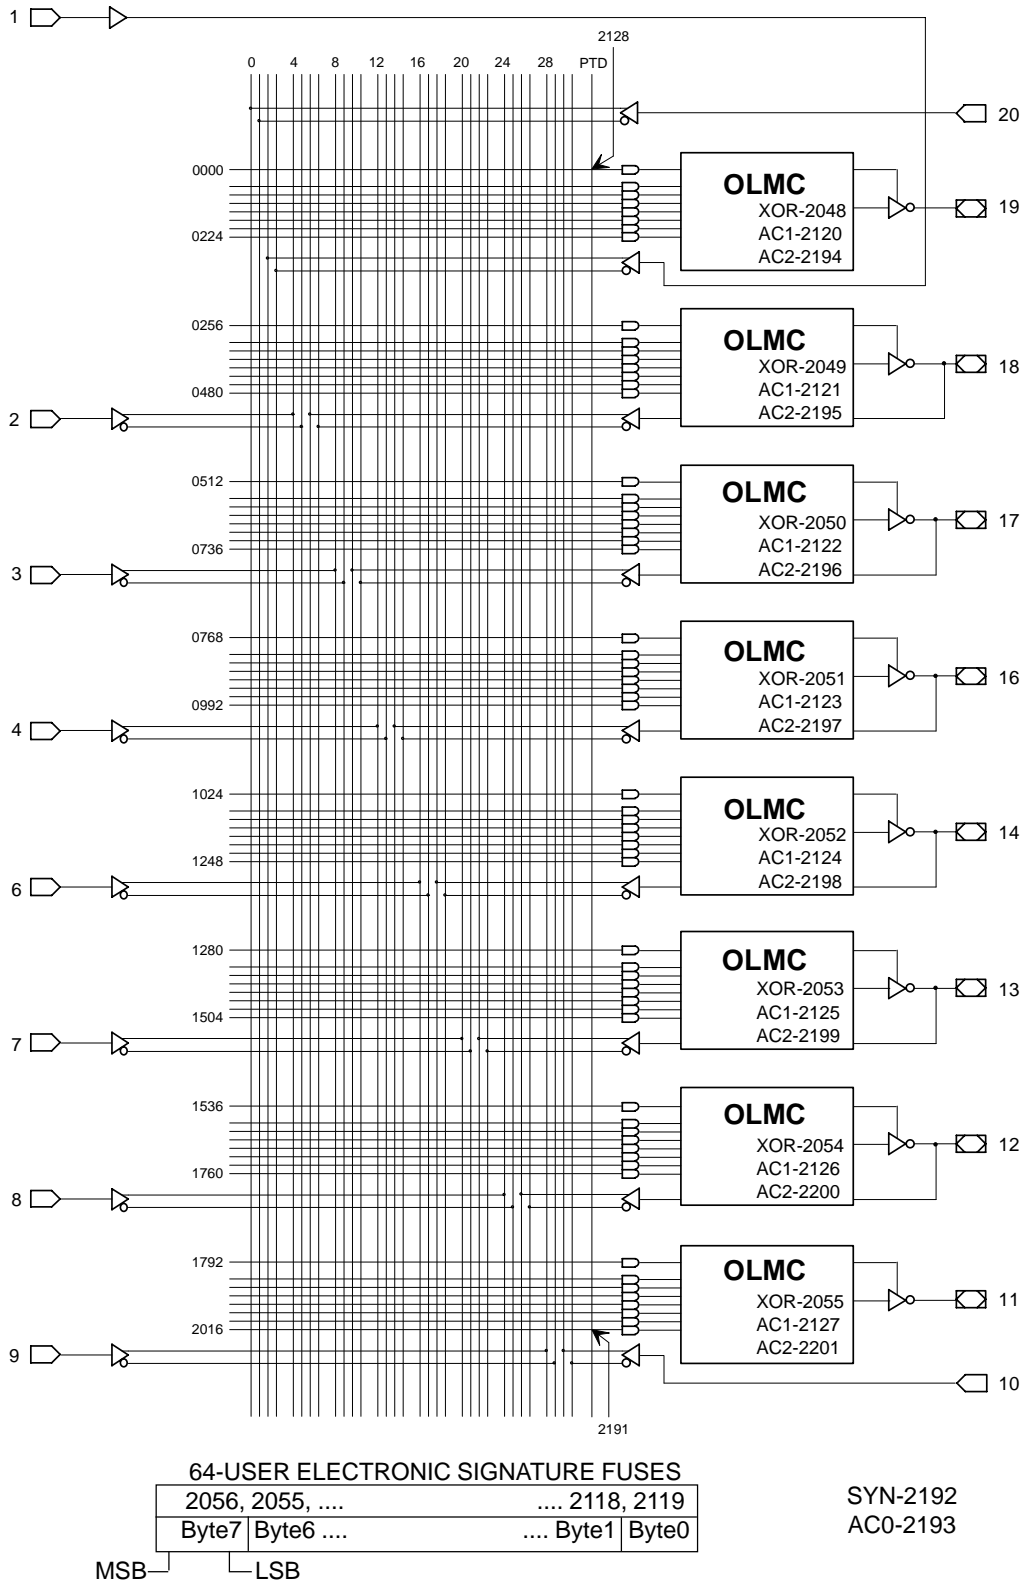 1
2128
0 4 8 12 16 20 24 28 PTD
20
0000
OLMC
XOR-2048
19
0224
AC1-2120
AC2-2194
0256
OLMC
XOR-2049
18
0480
AC1-2121
2
AC2-2195
0512
OLMC
XOR-2050
17
0736
AC1-2122
3
AC2-2196
0768
OLMC
XOR-2051
16
0992
AC1-2123
4
AC2-2197
1024
OLMC
XOR-2052
14
1248
AC1-2124
6
AC2-2198
1280
OLMC
XOR-2053
13
1504
AC1-2125
7
AC2-2199
1536
OLMC
XOR-2054
12
1760
AC1-2126
8
AC2-2200
1792
OLMC
XOR-2055
11
2016
AC1-2127
9
AC2-2201
10
2191
64-USER ELECTRONIC SIGNATURE FUSES
2056, 2055, .... .... 2118, 2119
Byte7 Byte6 .... .... Byte1 Byte0
MSB LSB
SYN-2192
AC0-2193